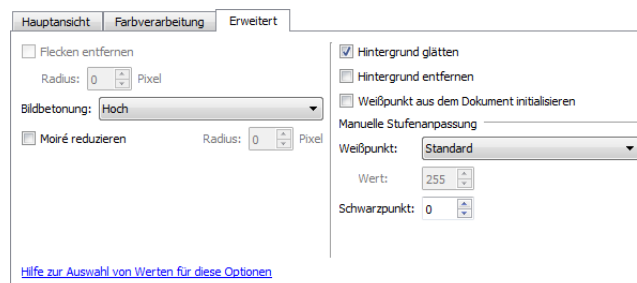 Hauptansicht Farbverarbeitung Erweitert
Flecken entfernen
Radius: 0 Pixel
Bildbetonung: Hoch
Moiré reduzieren Radius: 0 Pixel
Hintergrund glätten
Hintergrund entfernen
Weißpunkt aus dem Dokument initialisieren
Manuelle Stufenanpassung
Weißpunkt: Standard
Wert: 255
Schwarzpunkt: 0
Hilfe zur Auswahl von Werten für diese Optionen